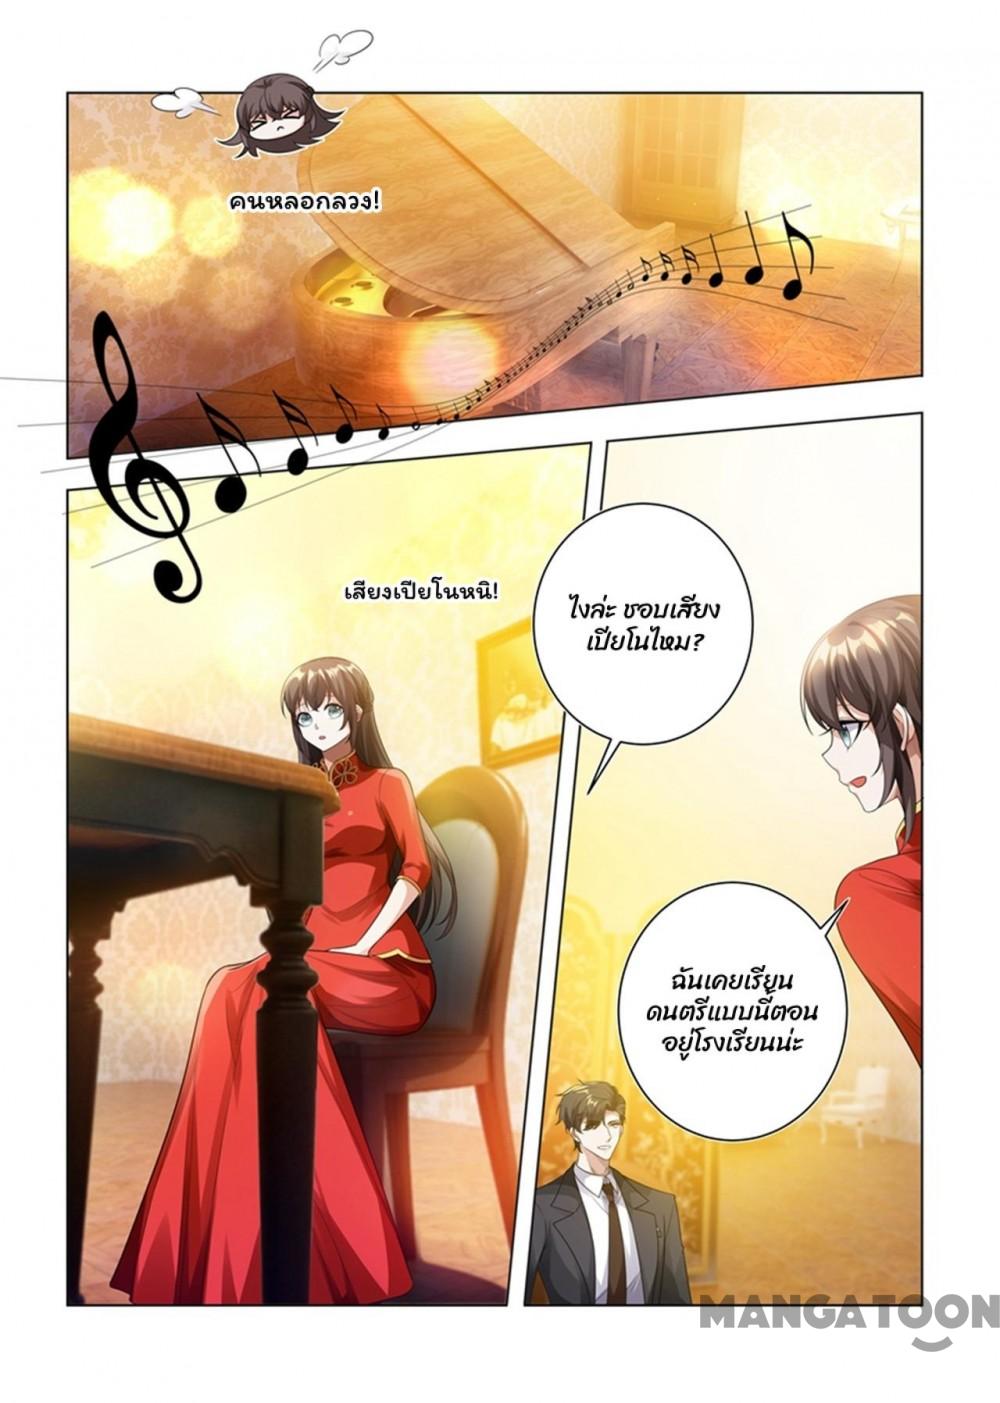 คนหลอกลวง!
เสียงเปียโนหนิ!
ไงล่ะ ชอบเสียง
เปียโนไหม?
ฉันเคยเรียน
ดนตรีแบบนี้ตอน
อยู่โรงเรียนน่ะ
MANGATOON